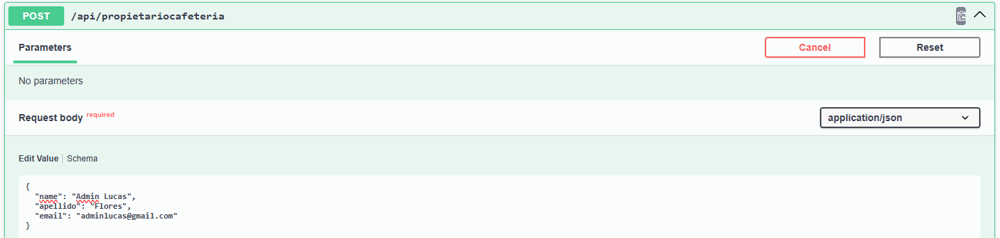 POST /api/propietariocafeteria
Parameters Cancel Reset
No parameters
Request body required application/json
Edit Value Schema
{
"name": "Admin Lucas",
"apellido": "Flores",
"email": "adminlucas@gmail.com"
}